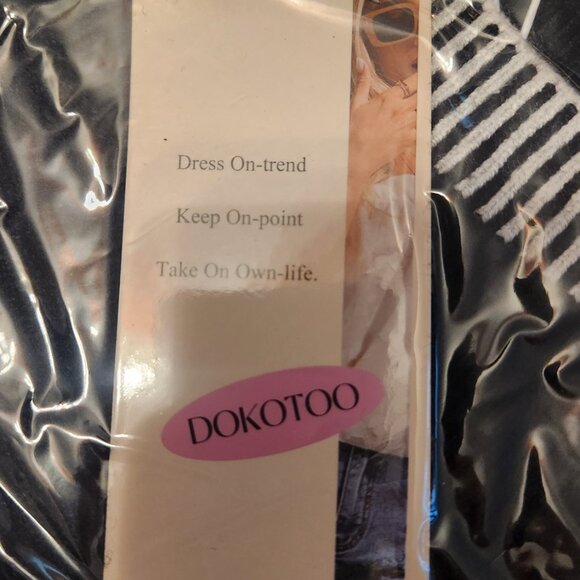 Dress On-trend
Keep On-point
Take On Own-life.
DOKOTOO